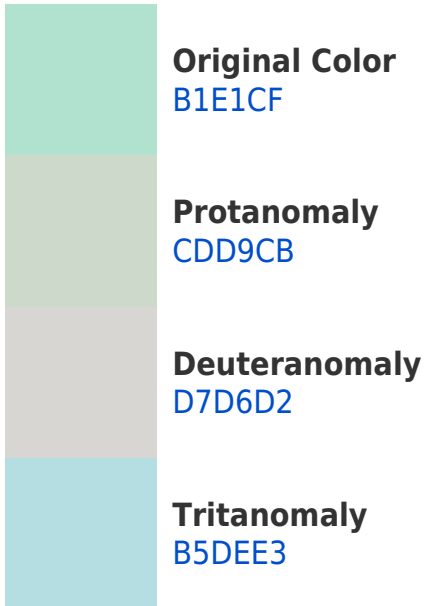 Original Color
B1E1CF
Protanomaly
CDD9CB
Deuteranomaly
D7D6D2
Tritanomaly
B5DEE3